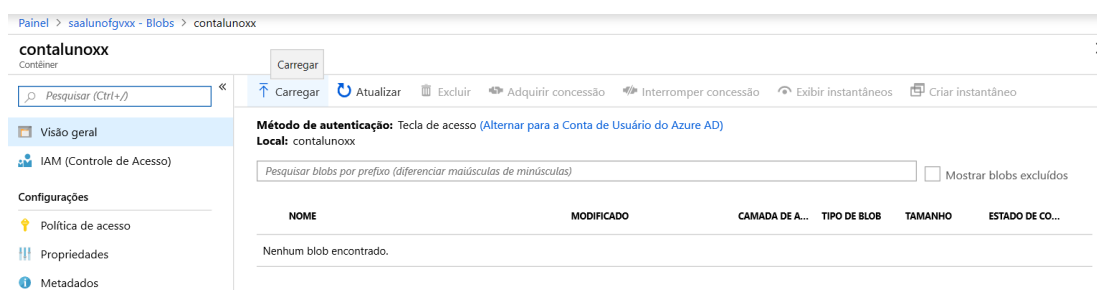 Painel > saalunofgvxx - Blobs > contalunoxx
contalunoxx
Contêiner
Carregar
Pesquisar (Ctrl+/)
«
Carregar Atualizar Excluir Adquirir concessão Interromper concessão Exibir instantâneos Criar instantâneo
Visão geral
IAM (Controle de Acesso)
Configurações
Política de acesso
Propriedades
Metadados
Método de autenticação: Tecla de acesso (Alternar para a Conta de Usuário do Azure AD)
Local: contalunoxx
Pesquisar blobs por prefixo (diferenciar maiúsculas de minúsculas)
Mostrar blobs excluídos
NOME MODIFICADO CAMADA DE A... TIPO DE BLOB TAMANHO ESTADO DE CO...
Nenhum blob encontrado.